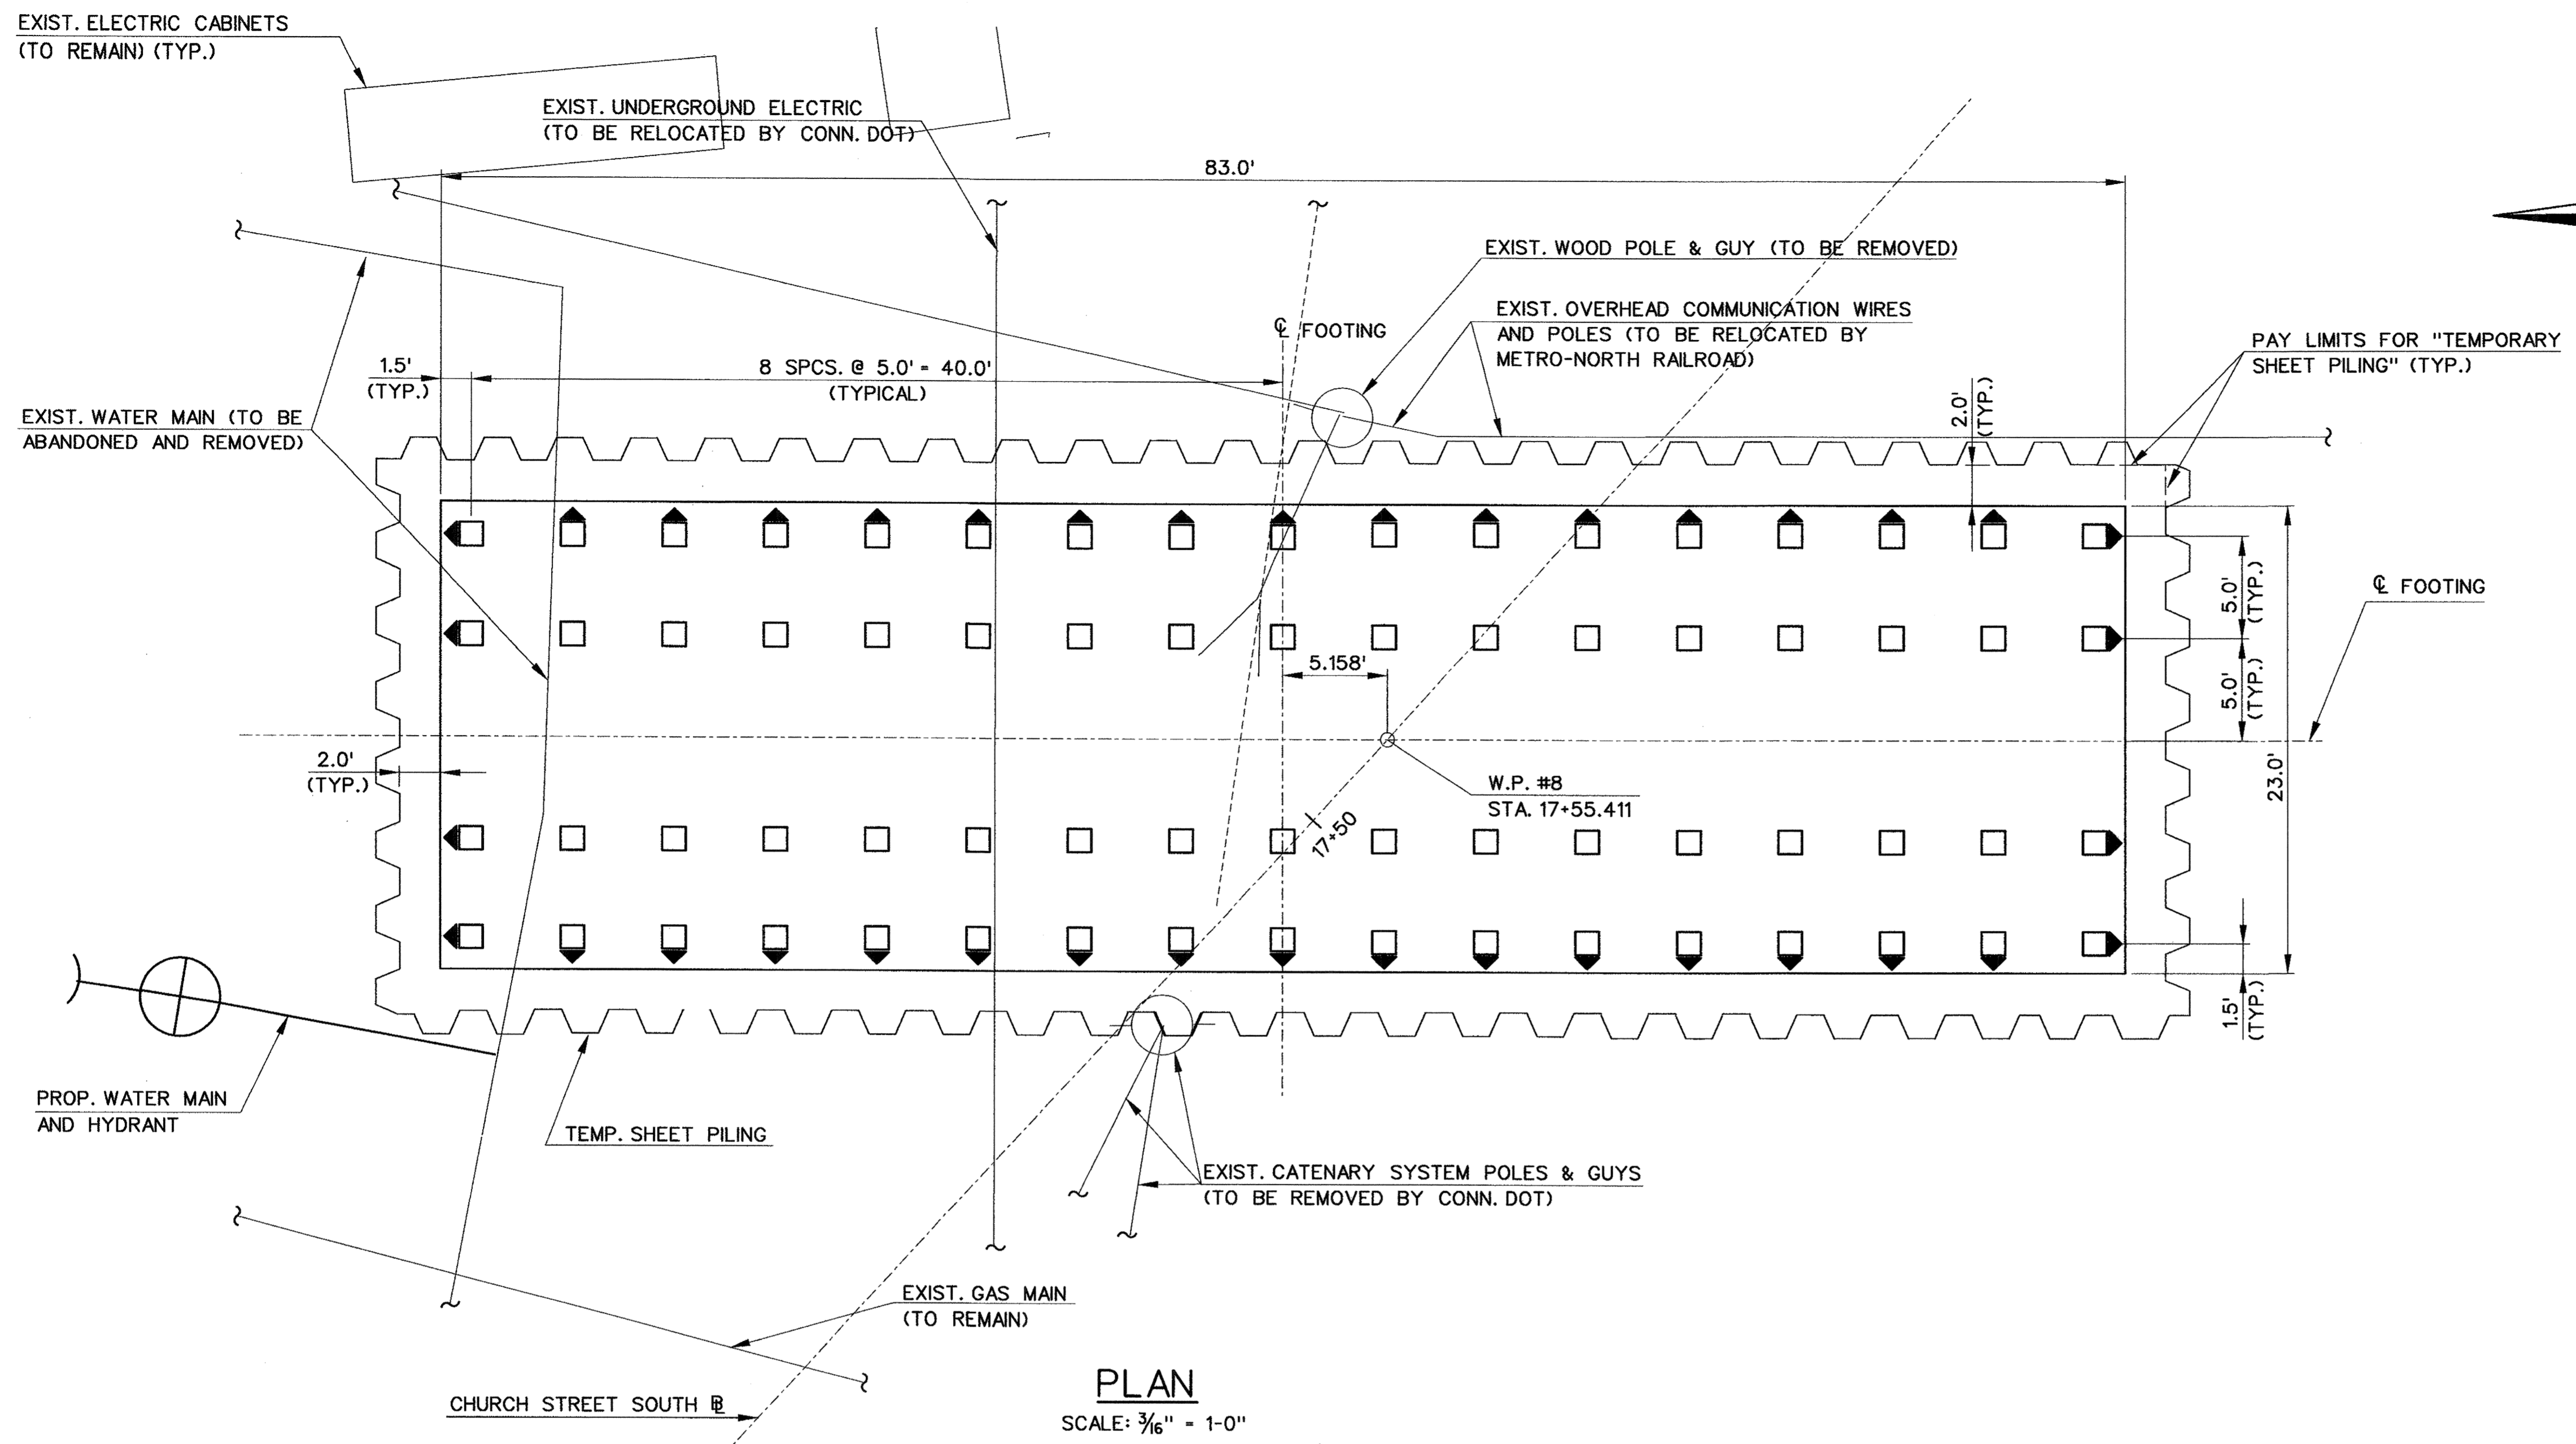 EXIST. ELECTRIC CABINETS
(TO REMAIN) (TYP.)
EXIST. UNDERGROUND ELECTRIC
(TO BE RELOCATED BY CONN. DOT)
83.0'
EXIST. WOOD POLE & GUY (TO BE REMOVED)
EXIST. OVERHEAD COMMUNICATION WIRES
AND POLES (TO BE RELOCATED BY
METRO-NORTH RAILROAD)
℄ FOOTING
PAY LIMITS FOR "TEMPORARY
SHEET PILING" (TYP.)
1.5'
(TYP.)
8 SPCS. @ 5.0' = 40.0'
(TYPICAL)
2.0'
(TYP.)
EXIST. WATER MAIN (TO BE
ABANDONED AND REMOVED)
5.0'
(TYP.)
℄ FOOTING
5.158'
5.0'
(TYP.)
2.0'
(TYP.)
W.P. #8
STA. 17+55.411
23.0'
17+50
1.5'
(TYP.)
PROP. WATER MAIN
AND HYDRANT
TEMP. SHEET PILING
EXIST. CATENARY SYSTEM POLES & GUYS
(TO BE REMOVED BY CONN. DOT)
EXIST. GAS MAIN
(TO REMAIN)
CHURCH STREET SOUTH BL
PLAN
SCALE: 3/16" = 1-0"